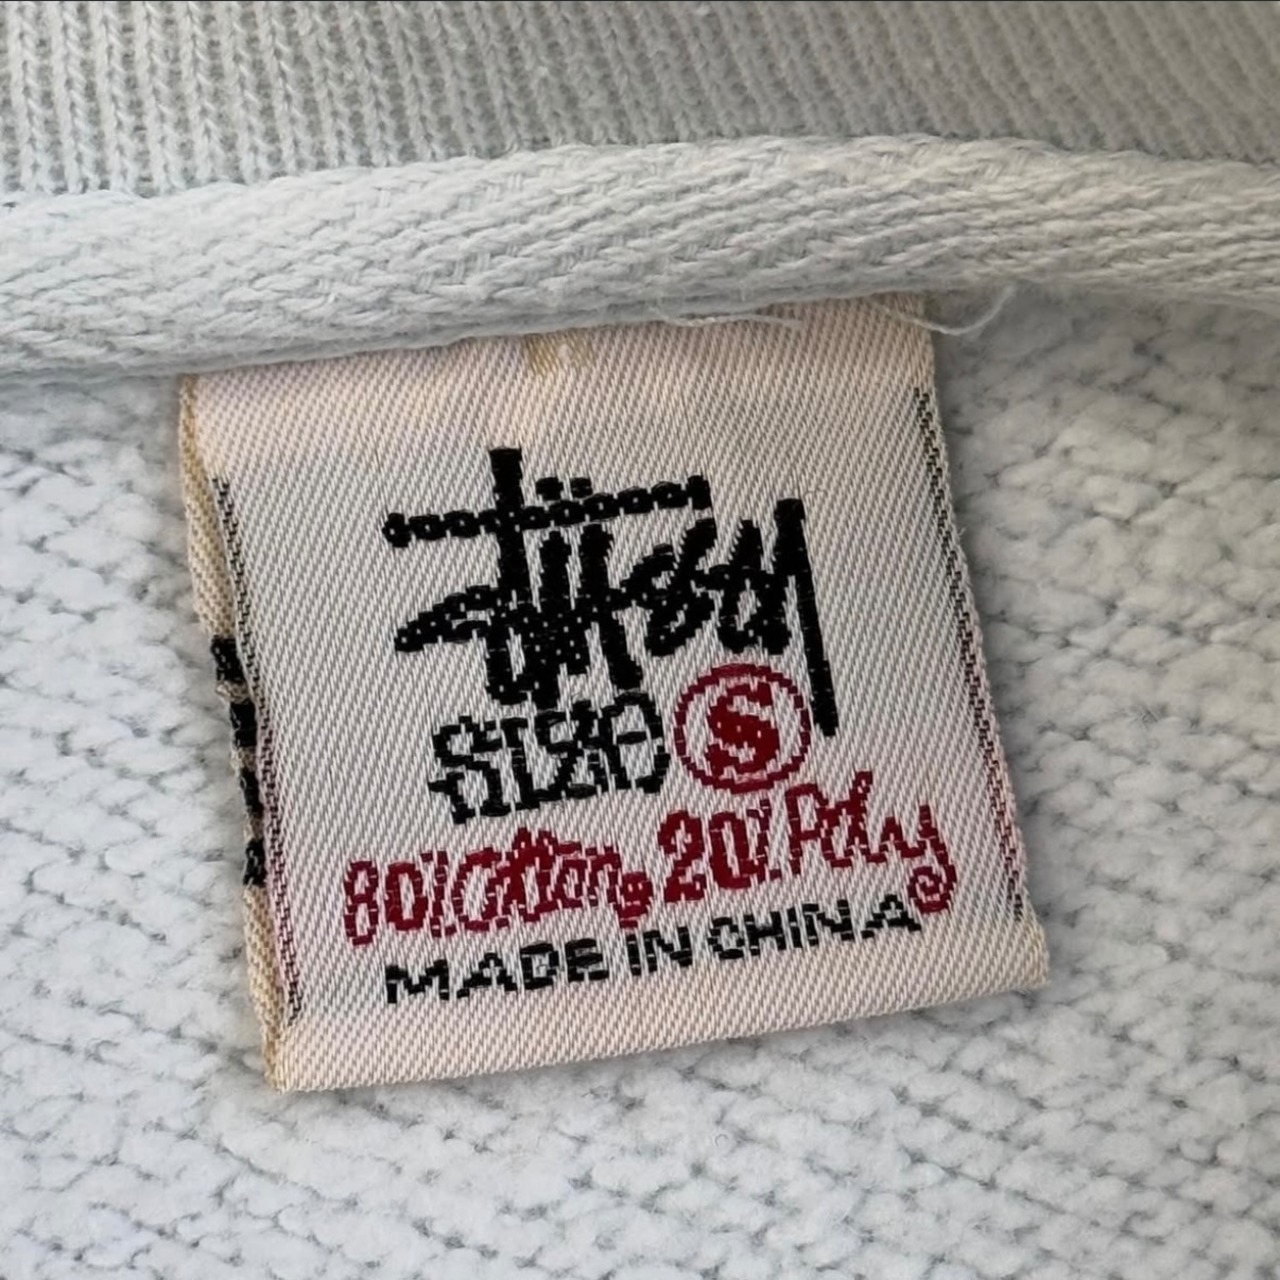 Stüssy
SIZE S
80% Cotton, 20% Poly
MADE IN CHINA